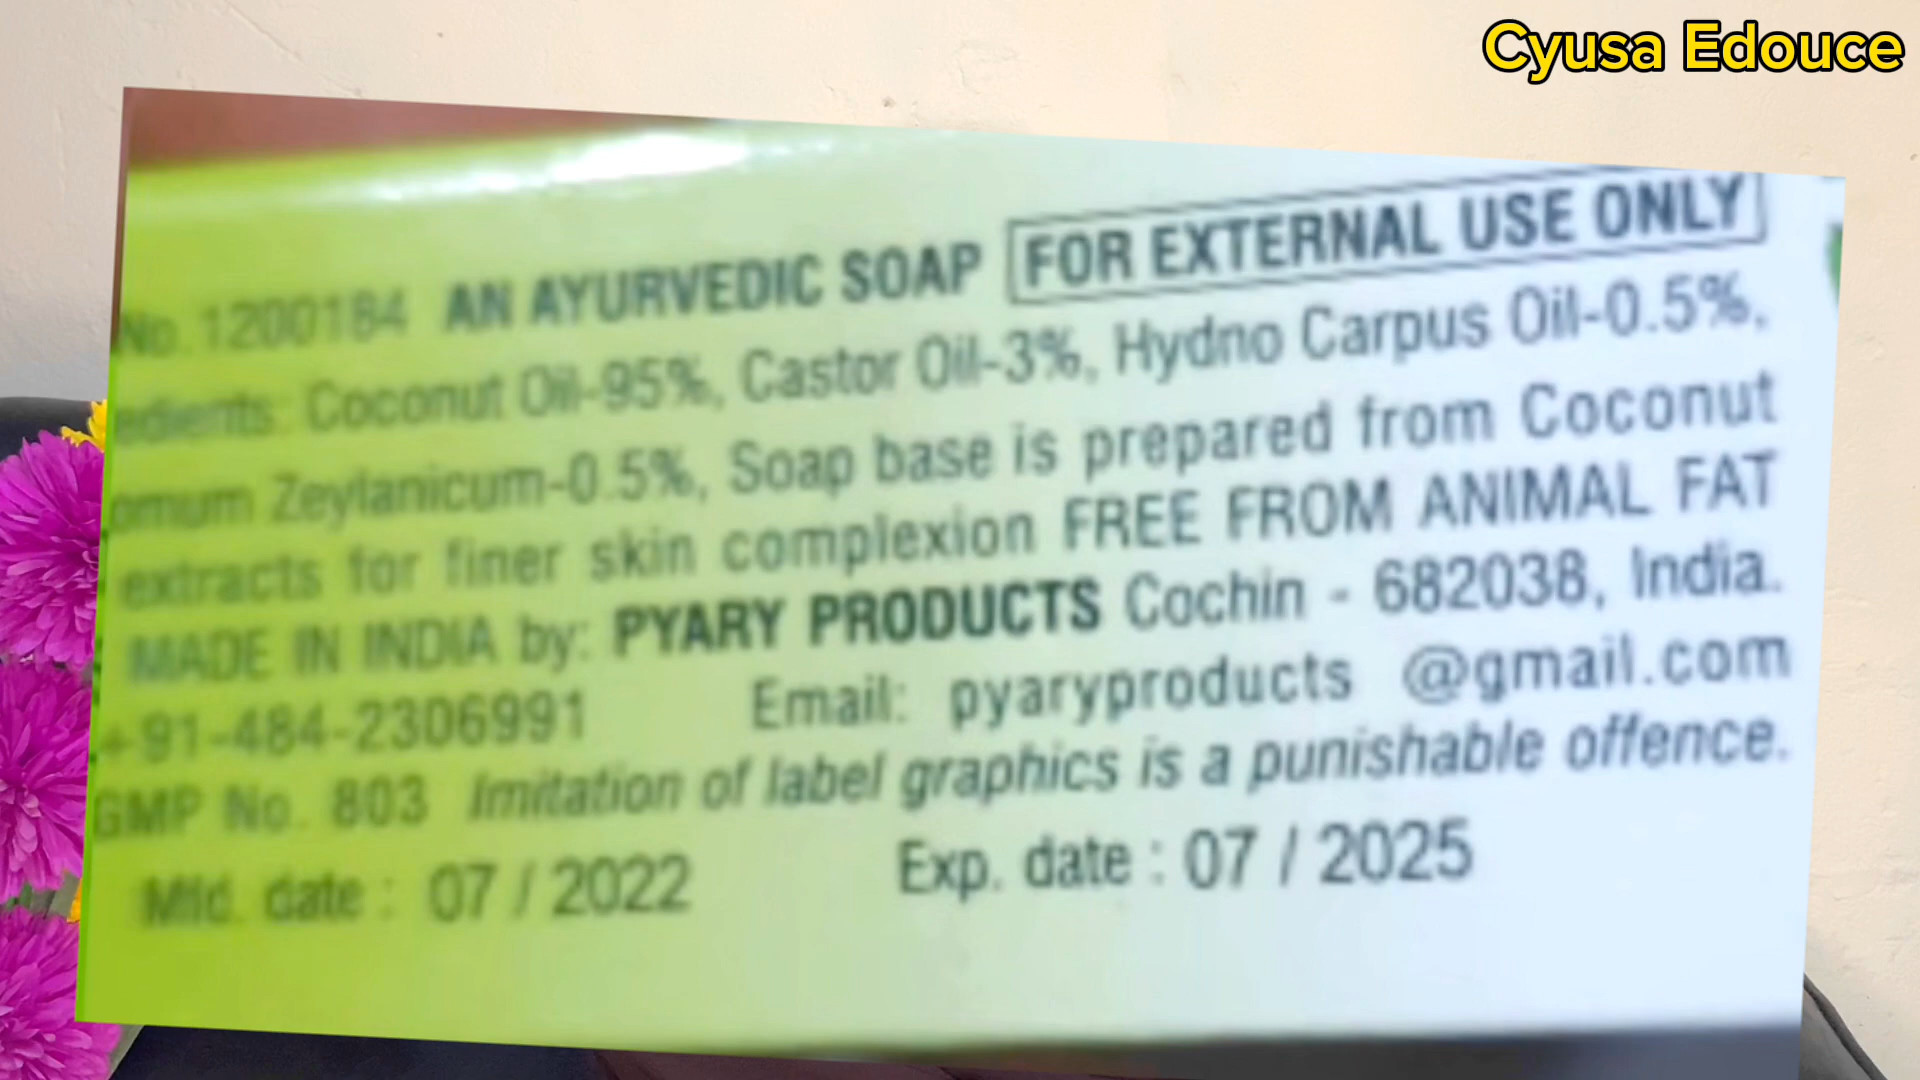 Cyusa Edouce
No. 1200184 AN AYURVEDIC SOAP FOR EXTERNAL USE ONLY
edients: Coconut Oil-95%, Castor Oil-3%, Hydno Carpus Oil-0.5%,
omum Zeylanicum-0.5%, Soap base is prepared from Coconut
extracts for finer skin complexion FREE FROM ANIMAL FAT
MADE IN INDIA by: PYARY PRODUCTS Cochin - 682038, India.
+91-484-2306991 Email: pyaryproducts @gmail.com
GMP No. 803 Imitation of label graphics is a punishable offence.
Mfd. date : 07 / 2022 Exp. date : 07 / 2025